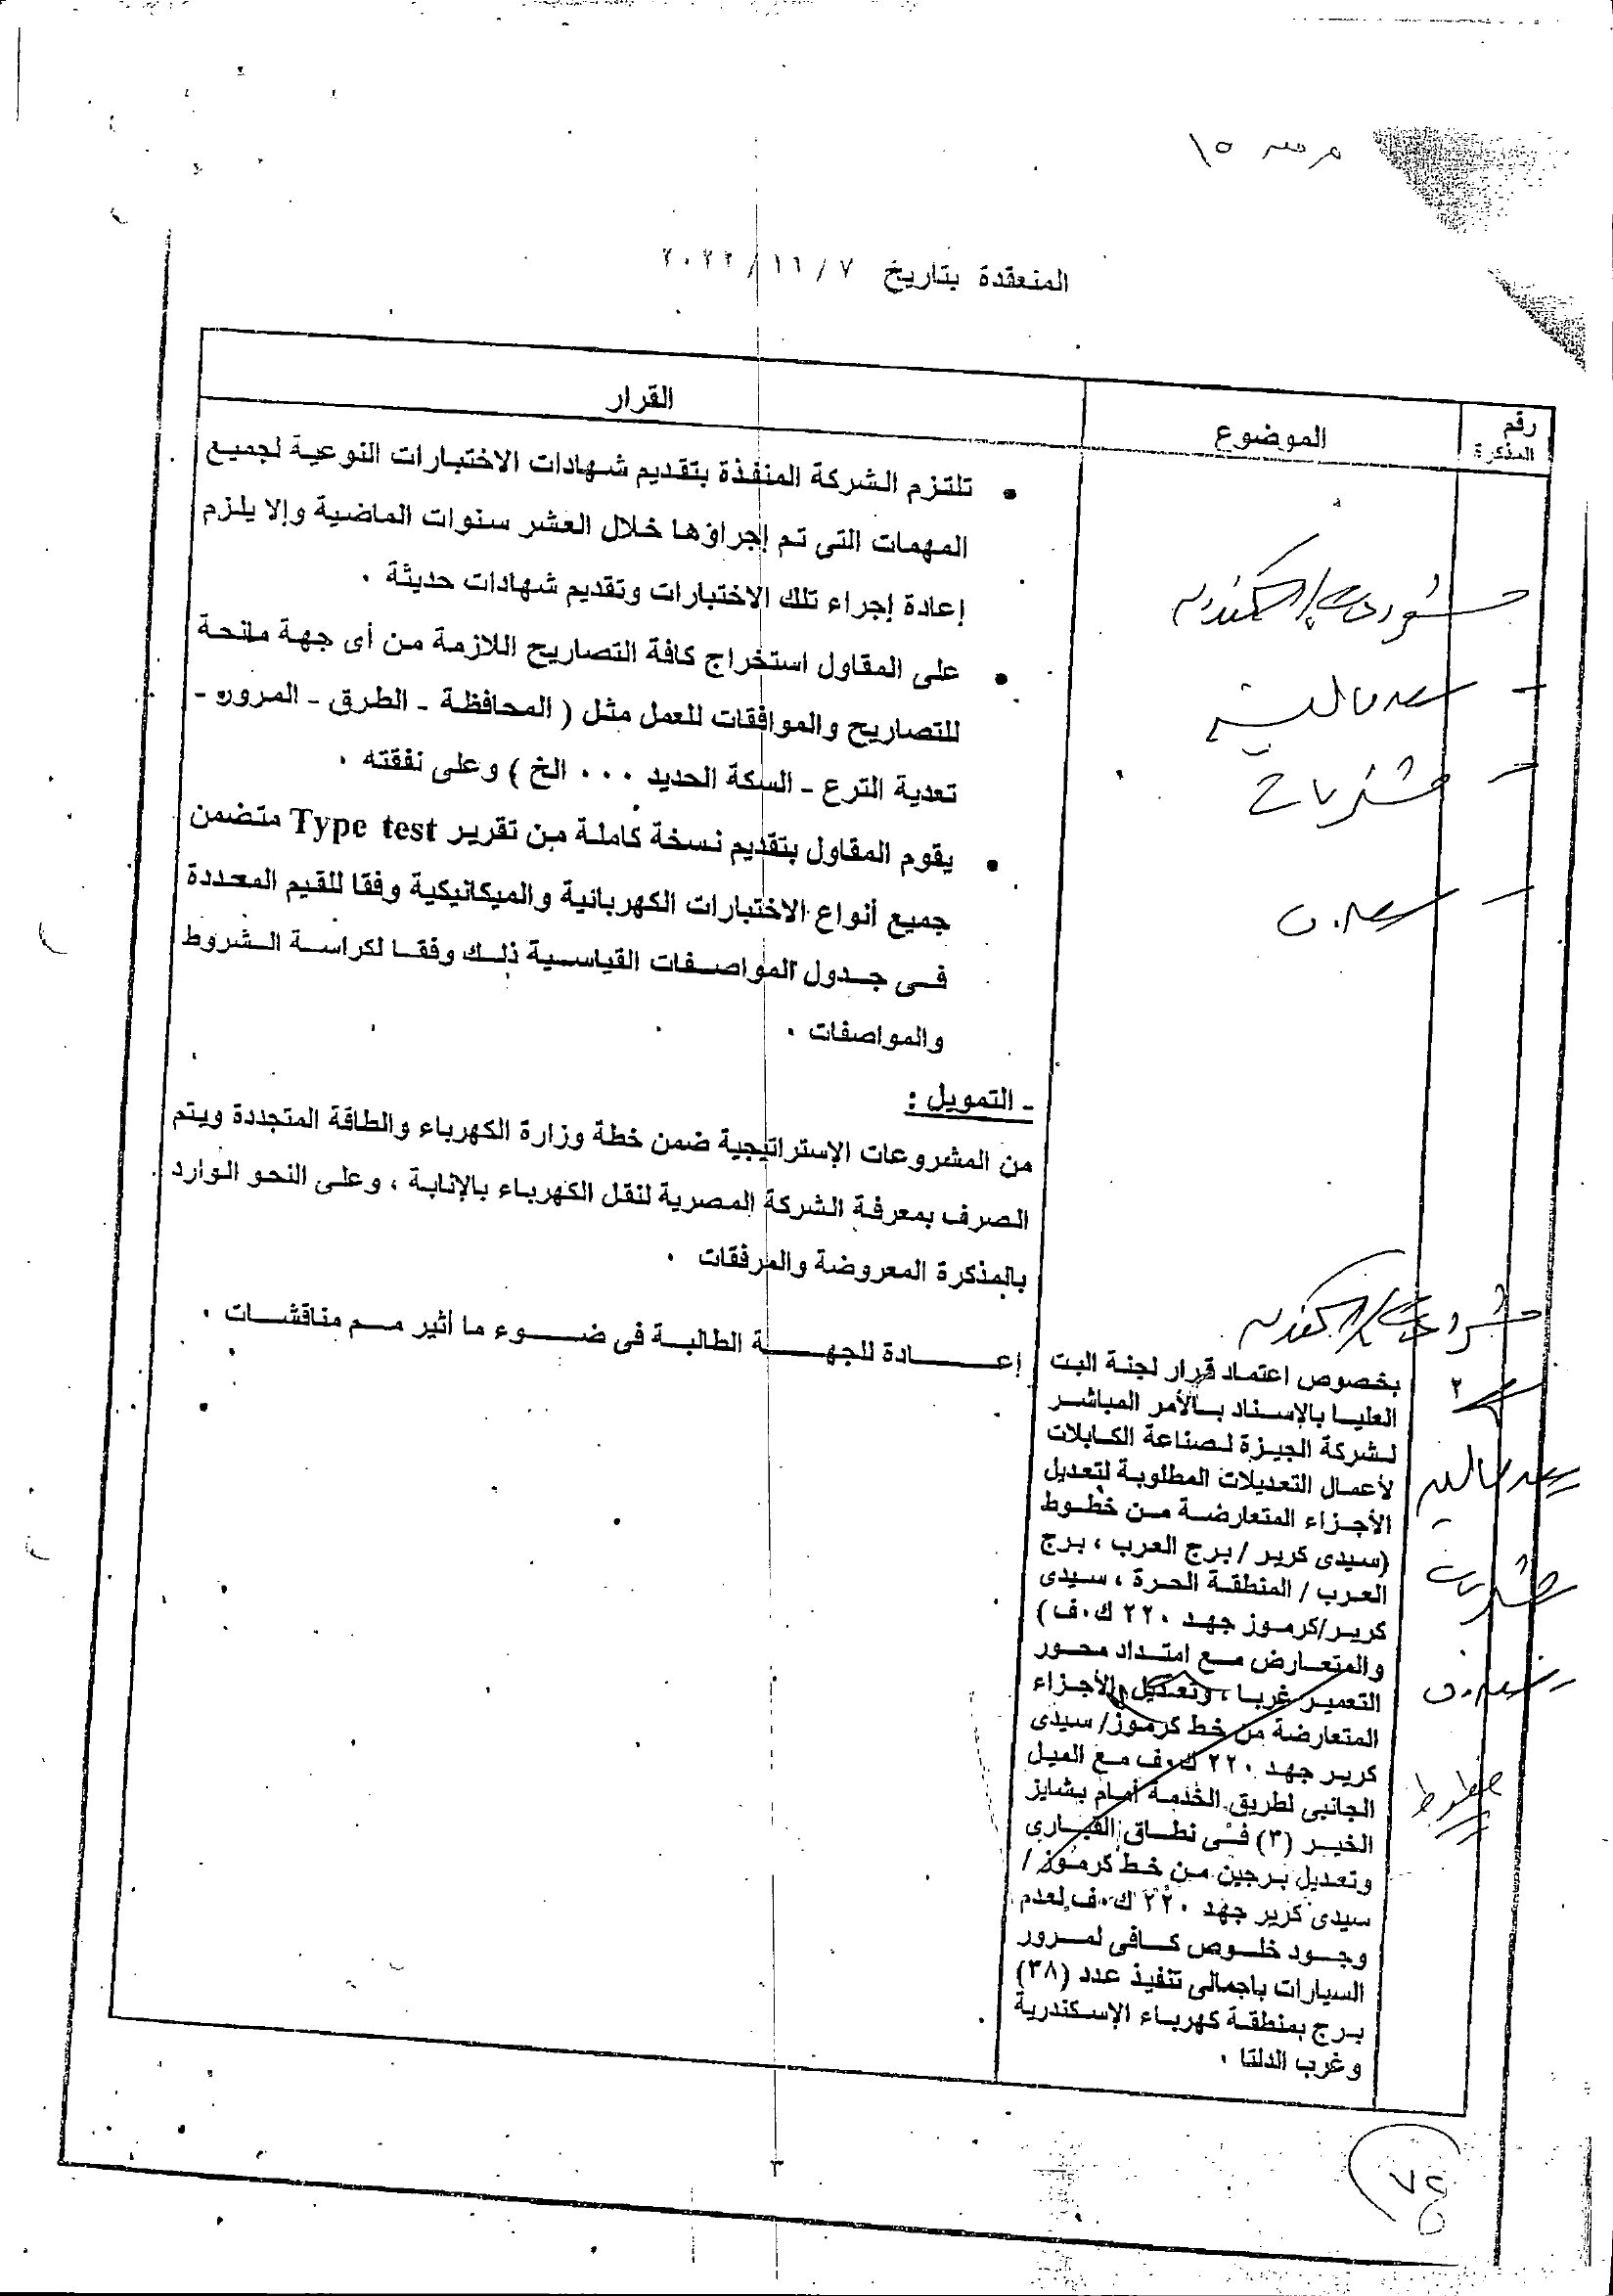 المنعقدة بتاريخ ٧ / ١١ / ٢٠٢٢
رقم المذكرة
الموضوع
القرار
• تلتزم الشركة المنفذة بتقديم شهادات الاختبارات النوعية لجميع
المهمات التى تم إجراؤها خلال العشر سنوات الماضية وإلا يلزم
إعادة إجراء تلك الاختبارات وتقديم شهادات حديثة .
• على المقاول استخراج كافة التصاريح اللازمة من أى جهة مانحة
للتصاريح والموافقات للعمل مثل ( المحافظة - الطرق - المرور -
تعدية الترع - السكة الحديد ... الخ ) وعلى نفقته .
• يقوم المقاول بتقديم نسخة كاملة من تقرير Type test متضمن
جميع أنواع الاختبارات الكهربائية والميكانيكية وفقا للقيم المحددة
فى جدول المواصفات القياسية ذلك وفقا لكراسة الشروط
والمواصفات .
- التمويل :
من المشروعات الإستراتيجية ضمن خطة وزارة الكهرباء والطاقة المتجددة ويتم
الصرف بمعرفة الشركة المصرية لنقل الكهرباء بالإنابة ، وعلى النحو الوارد
بالمذكرة المعروضة والمرفقات .
٢
بخصوص اعتماد قرار لجنة البت
العليا بالإسناد بالأمر المباشر
لشركة الجيزة لصناعة الكابلات
لأعمال التعديلات المطلوبة لتعديل
الأجزاء المتعارضة من خطوط
(سيدى كرير / برج العرب ، برج
العرب / المنطقة الحرة ، سيدى
كرير/كرموز جهد ٢٢٠ ك.ف)
والمتعارض مع امتداد محور
التعمير غربا ، وتعديل الأجزاء
المتعارضة من خط كرموز/ سيدى
كرير جهد ٢٢٠ ك.ف مع الميل
الجانبى لطريق الخدمة أمام بشاير
الخير (٣) فى نطاق القبارى
وتعديل برجين من خط كرموز /
سيدى كرير جهد ٢٢٠ ك.ف لعدم
وجود خلوص كافى لمرور
السيارات باجمالى تنفيذ عدد (٣٨)
برج بمنطقة كهرباء الإسكندرية
وغرب الدلتا .
إعادة للجهة الطالبة فى ضوء ما أثير من مناقشات .
٣